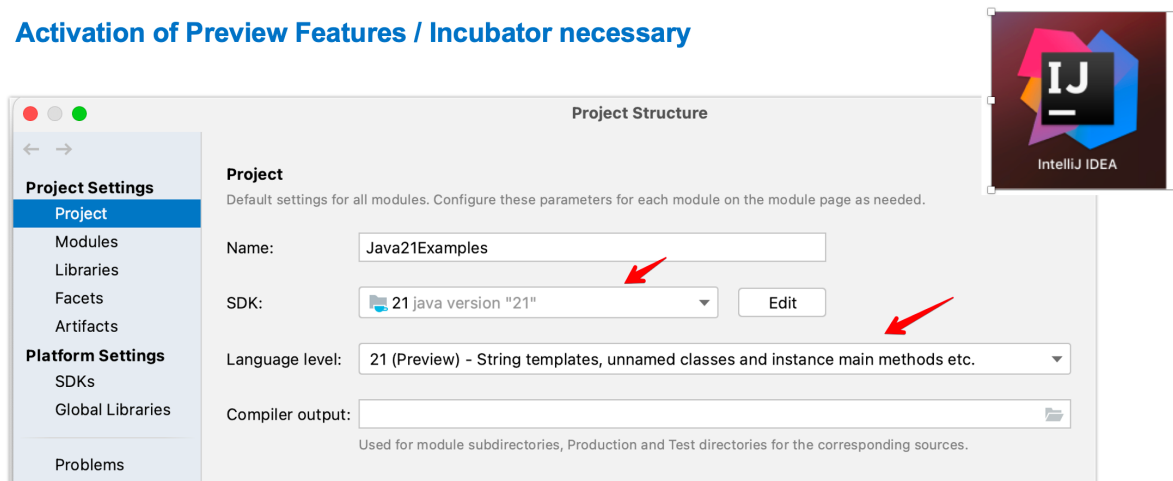 Activation of Preview Features / Incubator necessary
IJ
IntelliJ IDEA
Project Structure
Project Settings
Project
Modules
Libraries
Facets
Artifacts
Platform Settings
SDKs
Global Libraries
Problems
Project
Default settings for all modules. Configure these parameters for each module on the module page as needed.
Name: Java21Examples
SDK: 21 java version "21" Edit
Language level: 21 (Preview) - String templates, unnamed classes and instance main methods etc.
Compiler output:
Used for module subdirectories, Production and Test directories for the corresponding sources.